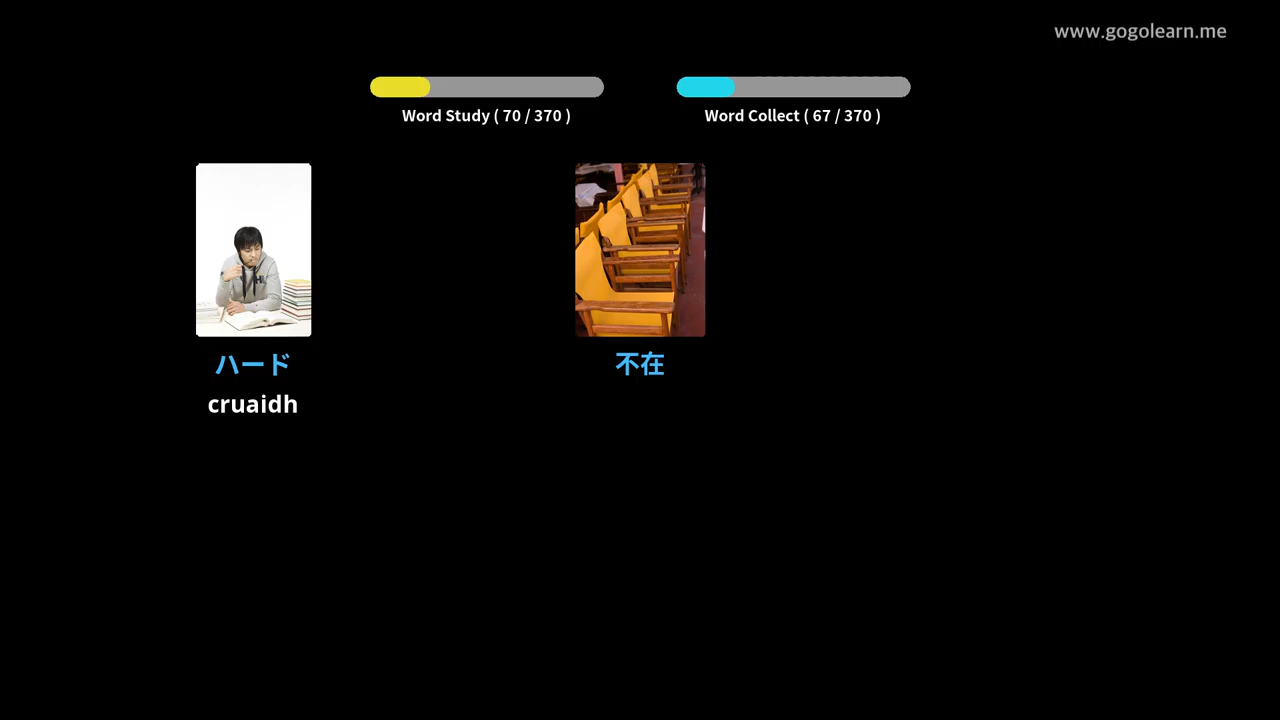 www.gogolearn.me
Word Study ( 70 / 370 )
Word Collect ( 67 / 370 )
ハード
cruaidh
不在